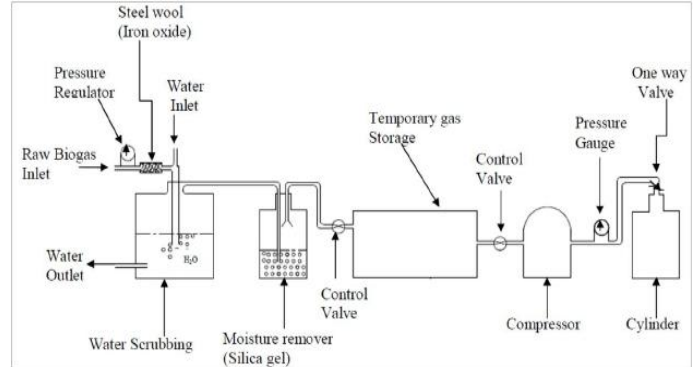 Steel wool
(Iron oxide)
Pressure
Regulator
Water
Inlet
Raw Biogas
Inlet
Water
Outlet
H₂O
Water Scrubbing
Moisture remover
(Silica gel)
Control
Valve
Temporary gas
Storage
Control
Valve
Compressor
Pressure
Gauge
One way
Valve
Cylinder